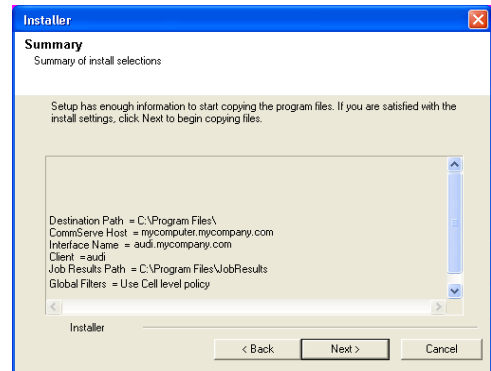 Installer
Summary
Summary of install selections
Setup has enough information to start copying the program files. If you are satisfied with the
install settings, click Next to begin copying files.
Destination Path = C:\Program Files\
CommServe Host = mycomputer.mycompany.com
Interface Name = audi.mycompany.com
Client =audi
Job Results Path = C:\Program Files\JobResults
Global Filters = Use Cell level policy
Installer
< Back
Next >
Cancel